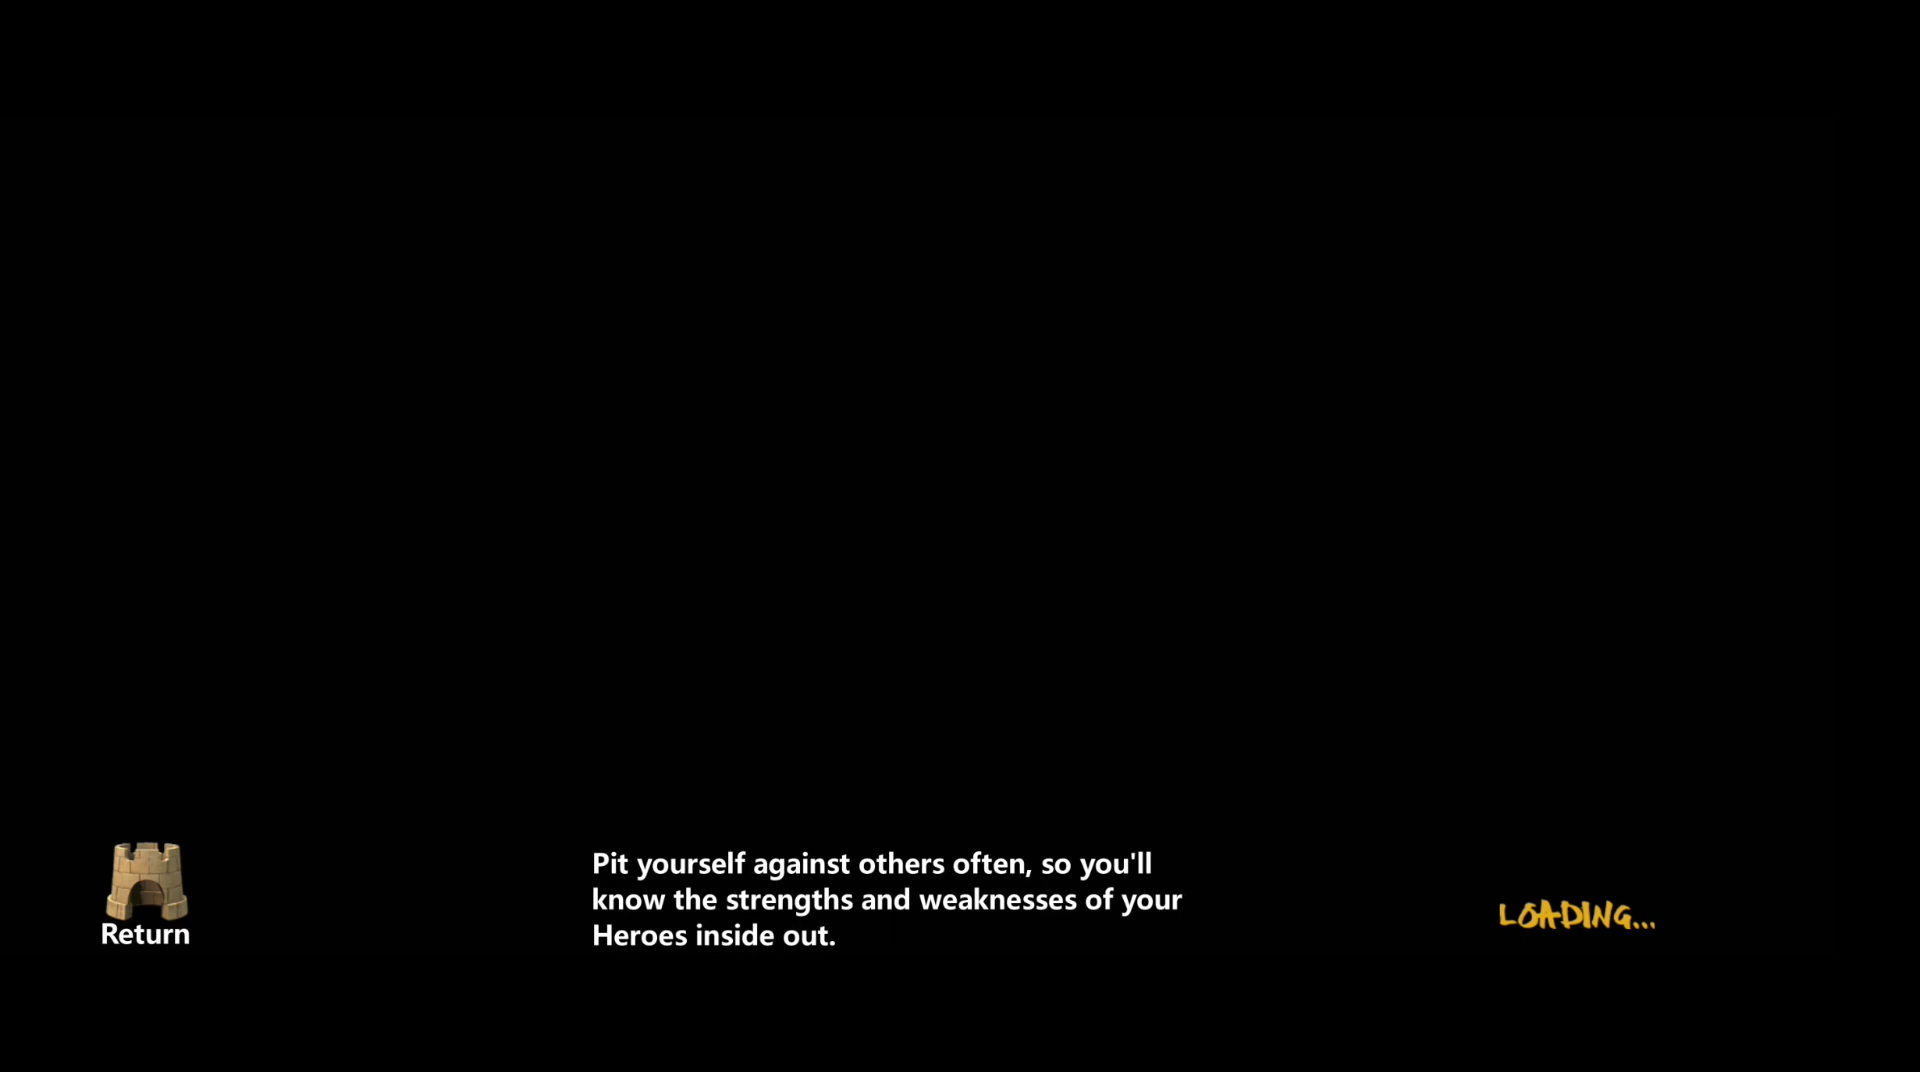 Pit yourself against others often, so you'll
know the strengths and weaknesses of your
Heroes inside out.
Return
LOADING...